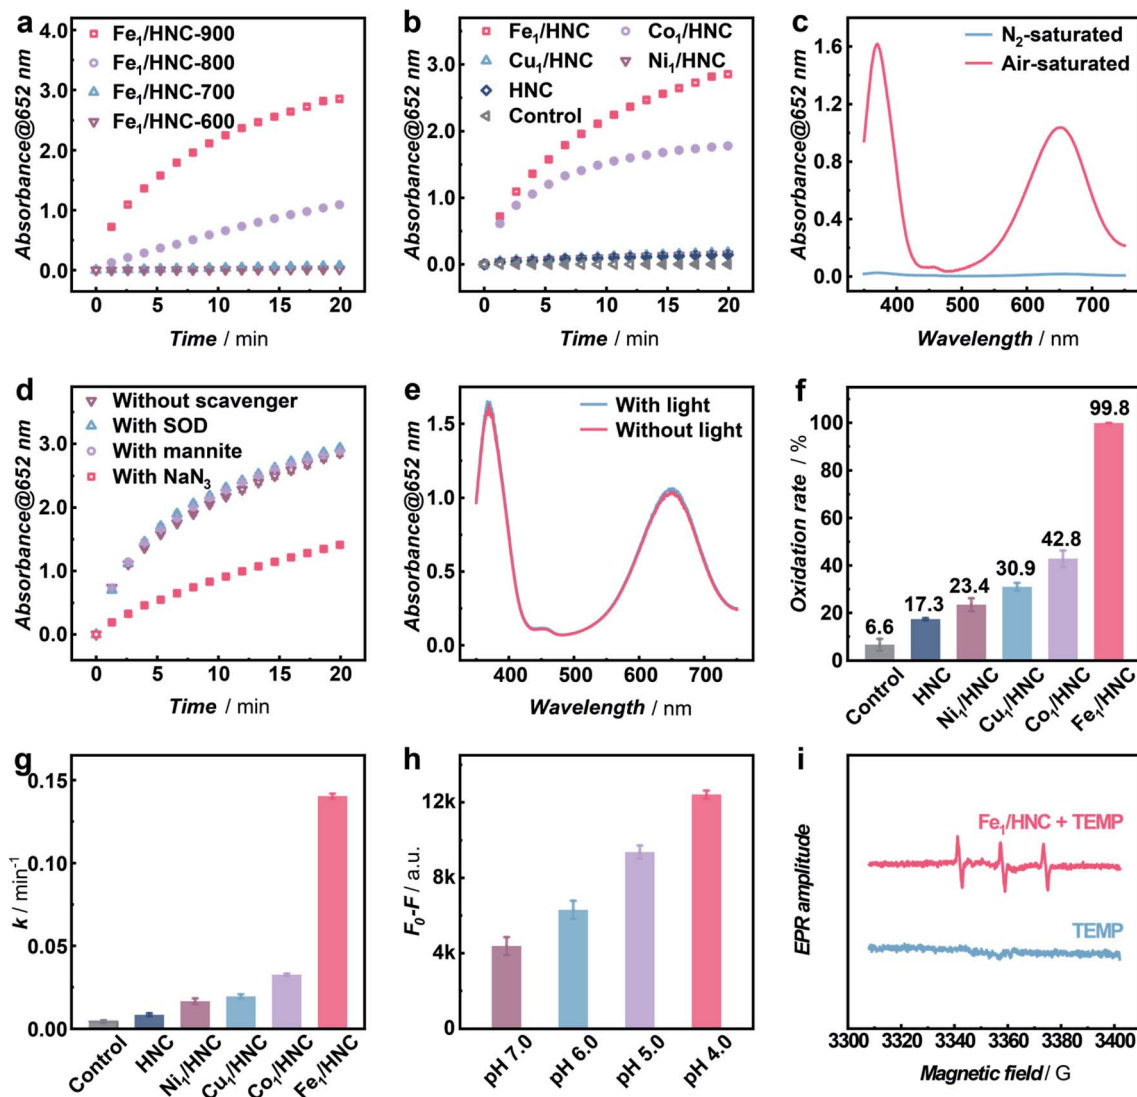 a
Fe₁/HNC-900
Fe₁/HNC-800
Fe₁/HNC-700
Fe₁/HNC-600
4.0
3.0
2.0
1.0
0.0
Absorbance@652 nm
0 5 10 15 20
Time / min
b
Fe₁/HNC Co₁/HNC
Cu₁/HNC Ni₁/HNC
HNC
Control
3.0
2.0
1.0
0.0
Absorbance@652 nm
0 5 10 15 20
Time / min
c
N₂-saturated
Air-saturated
1.6
1.2
0.8
0.4
0.0
Absorbance@652 nm
400 500 600 700
Wavelength / nm
d
Without scavenger
With SOD
With mannite
With NaN₃
3.0
2.0
1.0
0.0
Absorbance@652 nm
0 5 10 15 20
Time / min
e
With light
Without light
1.5
1.0
0.5
0.0
Absorbance@652 nm
400 500 600 700
Wavelength / nm
f
100
80
60
40
20
0
Oxidation rate / %
6.6
17.3
23.4
30.9
42.8
99.8
Control
HNC
Ni₁/HNC
Cu₁/HNC
Co₁/HNC
Fe₁/HNC
g
0.15
0.10
0.05
0.00
k / min⁻¹
Control
HNC
Ni₁/HNC
Cu₁/HNC
Co₁/HNC
Fe₁/HNC
h
12k
8k
4k
0
F₀-F / a.u.
pH 7.0
pH 6.0
pH 5.0
pH 4.0
i
EPR amplitude
Fe₁/HNC + TEMP
TEMP
3300 3320 3340 3360 3380 3400
Magnetic field / G